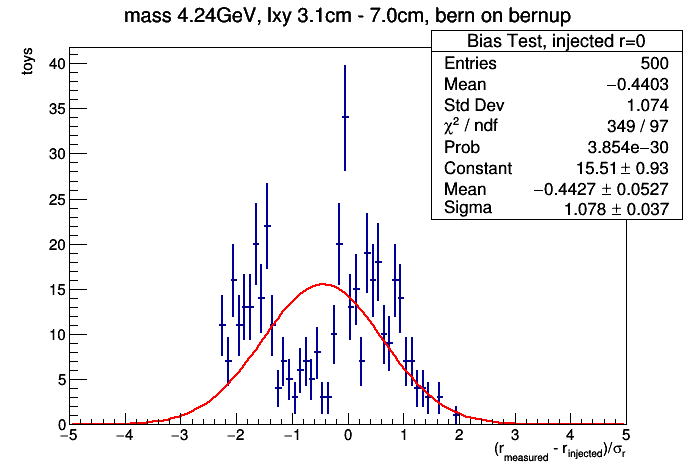 mass 4.24GeV, lxy 3.1cm - 7.0cm, bern on bernup
Bias Test, injected r=0
Entries 500
Mean −0.4403
Std Dev 1.074
χ² / ndf 349 / 97
Prob 3.854e−30
Constant 15.51 ± 0.93
Mean −0.4427 ± 0.0527
Sigma 1.078 ± 0.037
toys
40
35
30
25
20
15
10
5
0
−5 −4 −3 −2 −1 0 1 2 3 4 5
(r_measured - r_injected)/σ_r